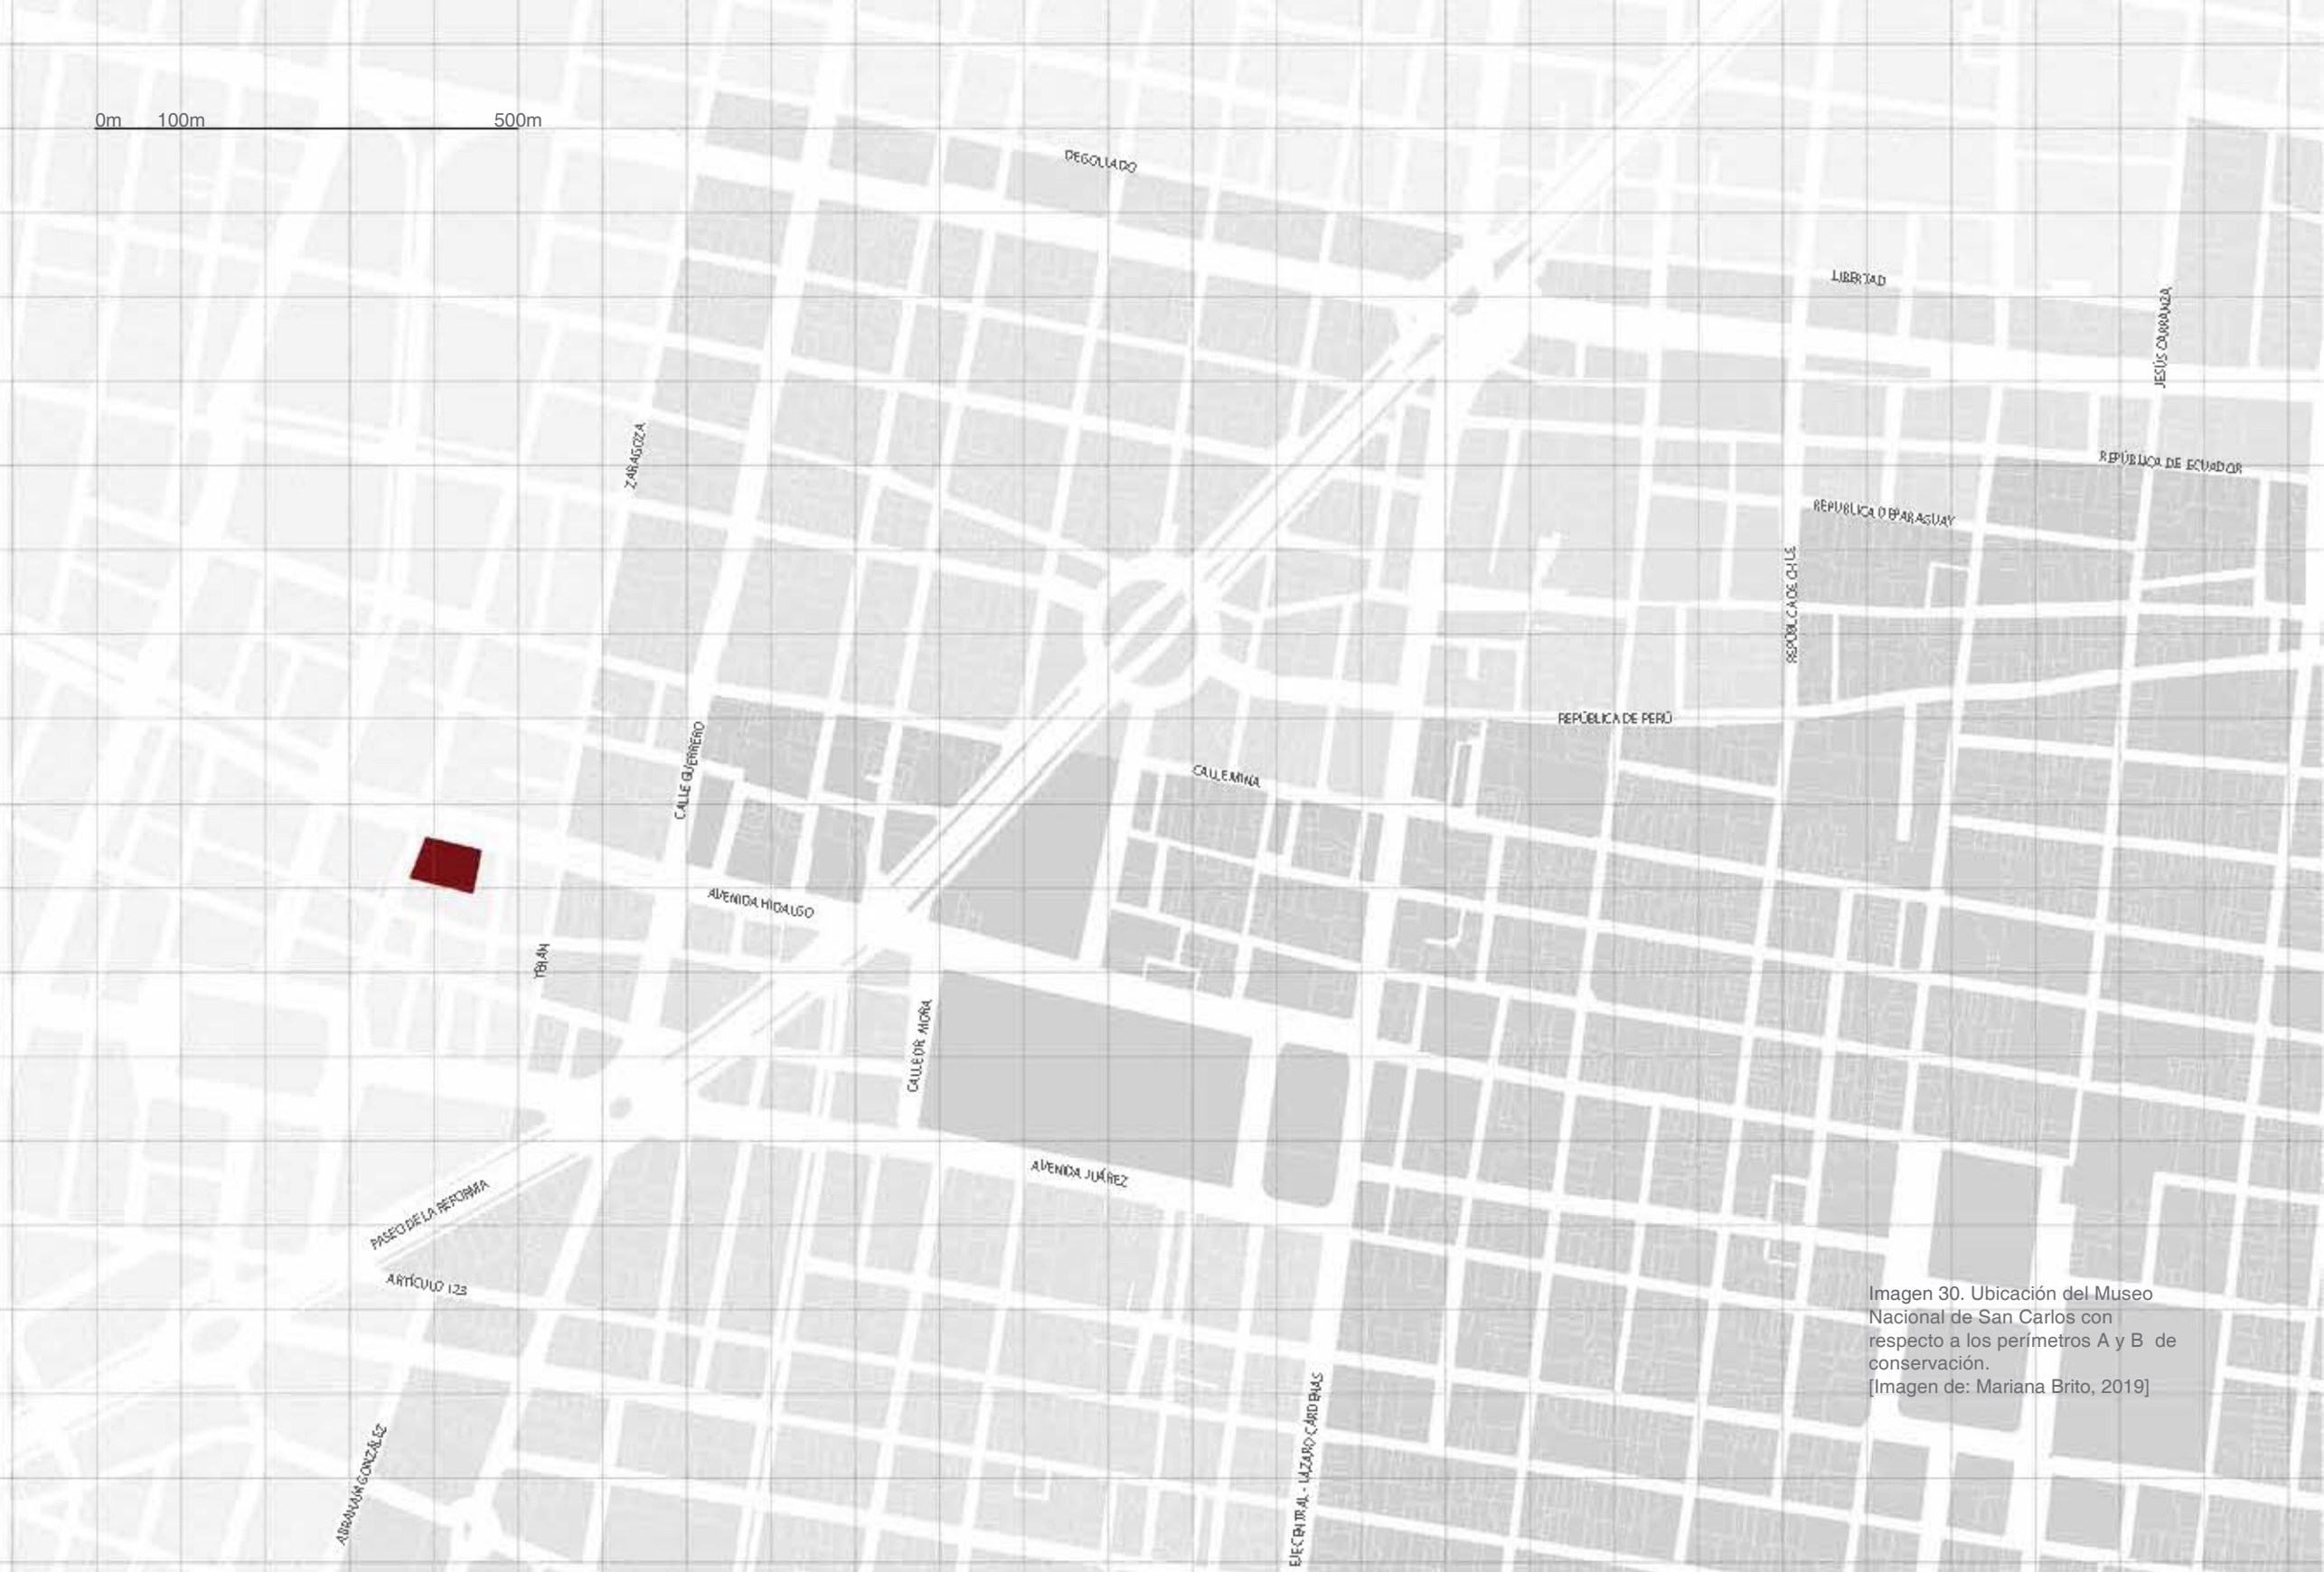 0m 100m 500m
DEGOLLADO
LIBERTAD
JESÚS CARRANZA
ZARAGOZA
REPÚBLICA DE ECUADOR
REPÚBLICA DE PARAGUAY
REPÚBLICA DE CHILE
REPÚBLICA DE PERÚ
CALLE GUERRERO
CALLE MINA
AVENIDA HIDALGO
TERÁN
CALLE DR. MORA
AVENIDA JUÁREZ
PASEO DE LA REFORMA
ARTÍCULO 123
Imagen 30. Ubicación del Museo
Nacional de San Carlos con
respecto a los perímetros A y B de
conservación.
[Imagen de: Mariana Brito, 2019]
EJE CENTRAL - LÁZARO CÁRDENAS
ABRAHAM GONZÁLEZ